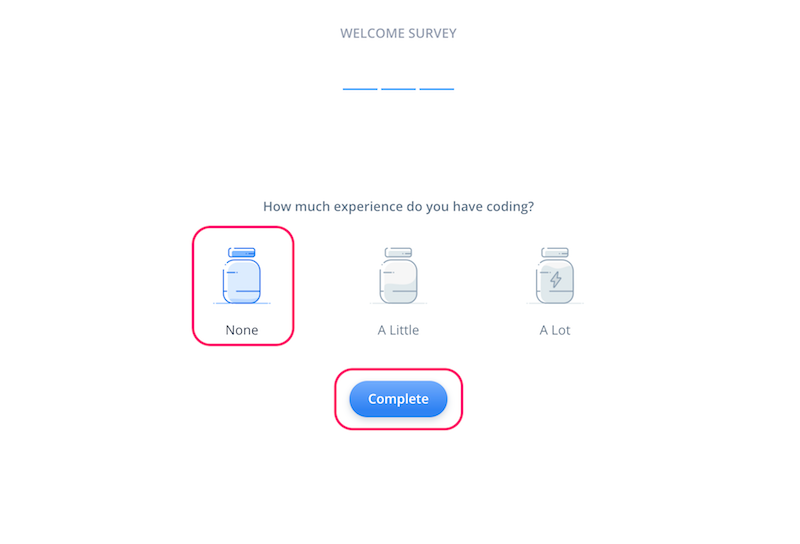 WELCOME SURVEY
How much experience do you have coding?
None
A Little
A Lot
Complete